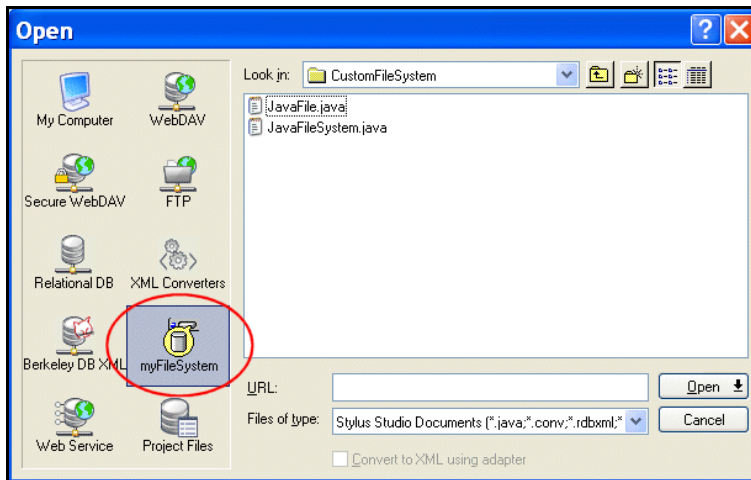 Open
?
X
Look in: CustomFileSystem
My Computer
WebDAV
Secure WebDAV
FTP
Relational DB
XML Converters
Berkeley DB XML
myFileSystem
Web Service
Project Files
JavaFile.java
JavaFileSystem.java
URL:
Open
Files of type: Stylus Studio Documents (*.java;*.conv;*.rdbxml;*
Cancel
Convert to XML using adapter